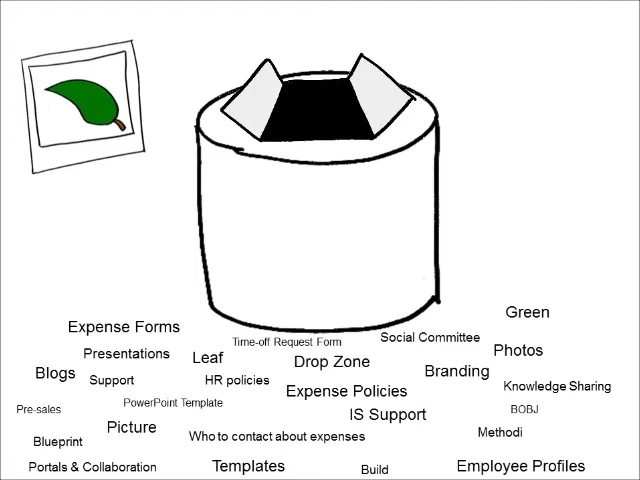 Green
Expense Forms
Time-off Request Form
Social Committee
Presentations
Leaf
Drop Zone
Photos
Blogs
Support
HR policies
Branding
Expense Policies
Knowledge Sharing
Pre-sales
PowerPoint Template
IS Support
BOBJ
Picture
Blueprint
Who to contact about expenses
Methodi
Portals & Collaboration
Templates
Build
Employee Profiles